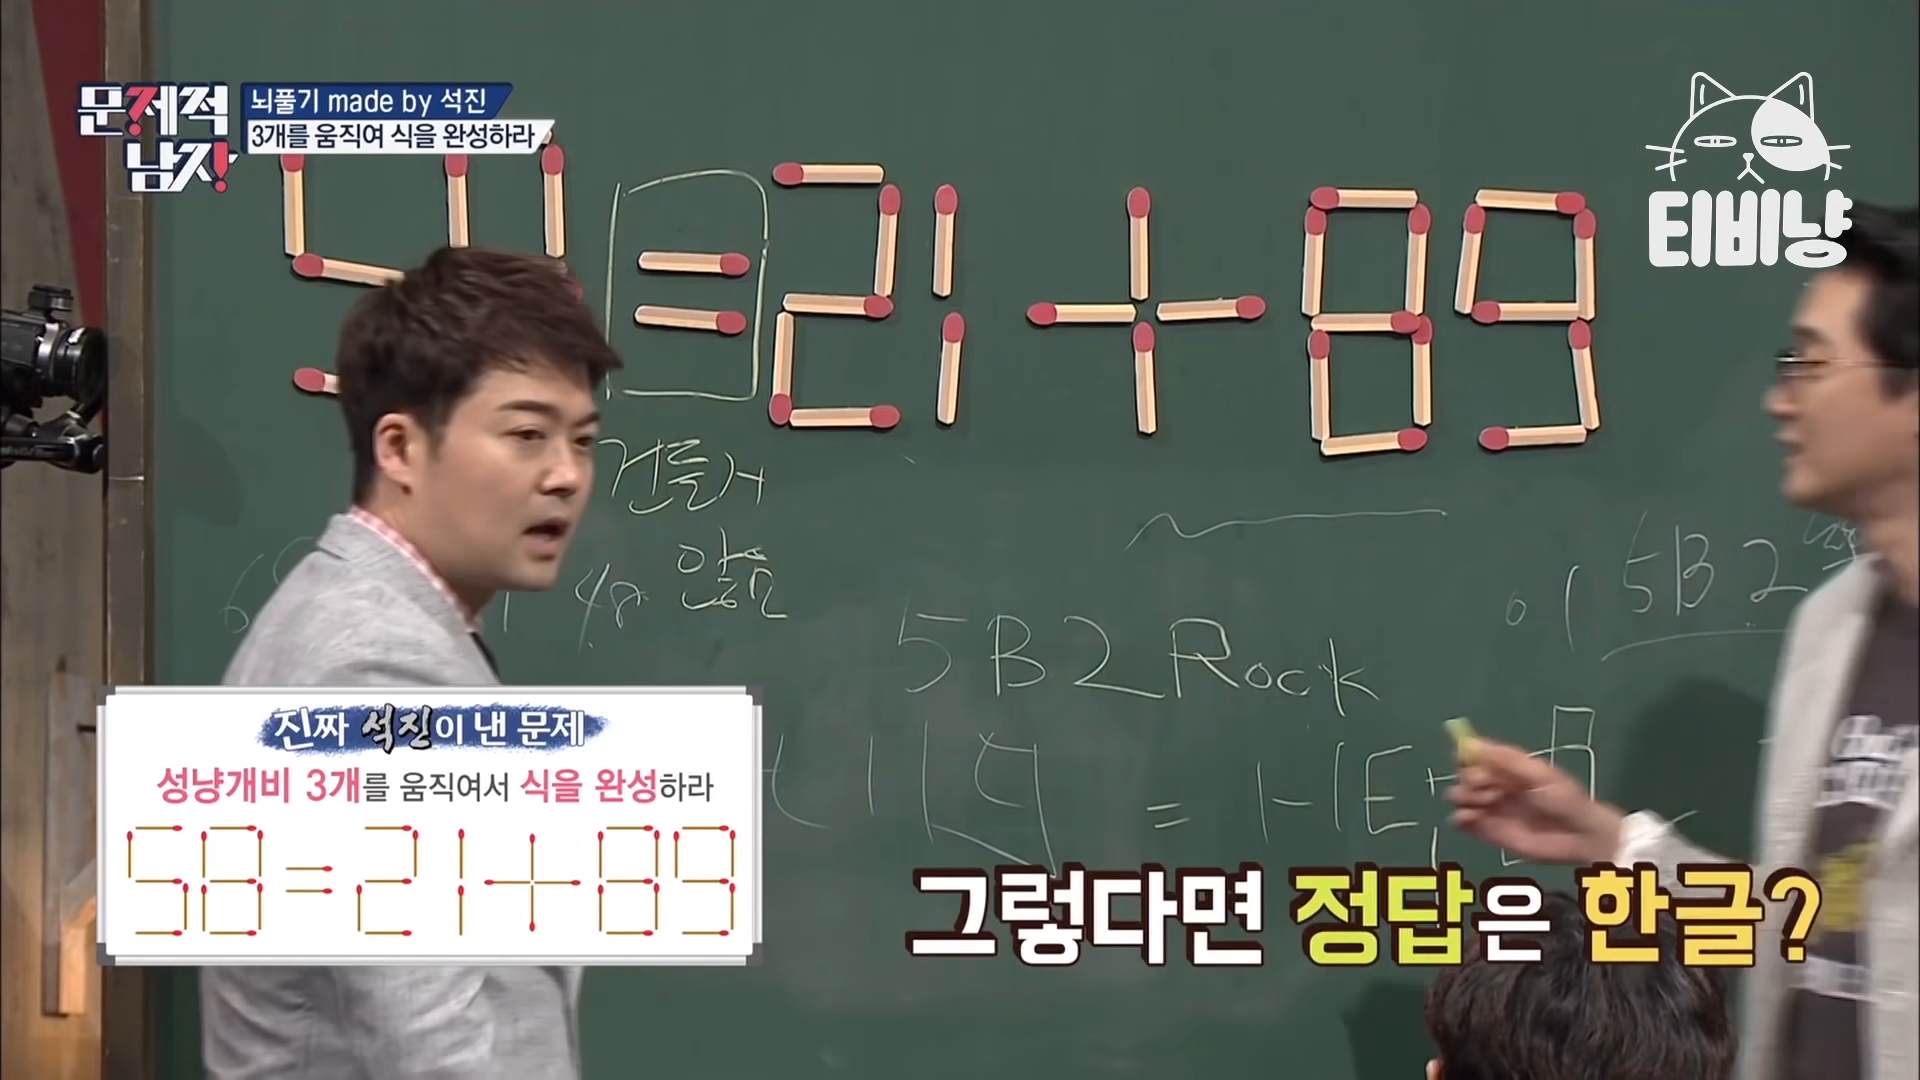 문제적
남자!
뇌풀기 made by 석진
3개를 움직여 식을 완성하라
티비냥
= 21+89
건들지
않음
48
5B2
5B2 Rock
진짜 석진이 낸 문제
성냥개비 3개를 움직여서 식을 완성하라
58=21+89
그렇다면 정답은 한글?